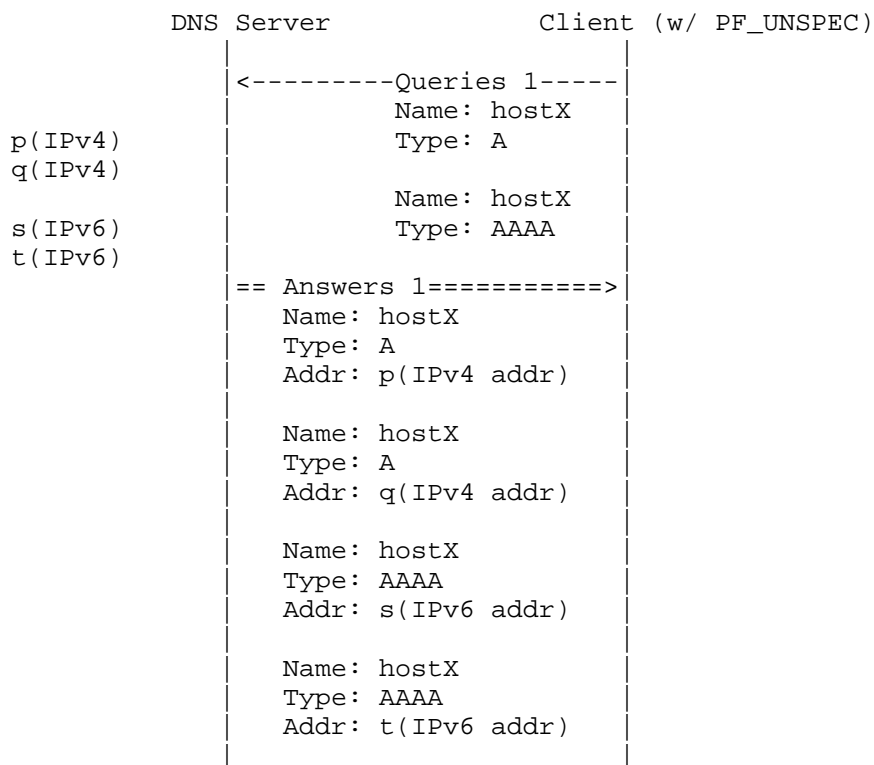 DNS Server Client (w/ PF_UNSPEC)
<---------Queries 1-----
Name: hostX
p(IPv4) Type: A
q(IPv4)
Name: hostX
s(IPv6) Type: AAAA
t(IPv6)
== Answers 1===========>
Name: hostX
Type: A
Addr: p(IPv4 addr)
Name: hostX
Type: A
Addr: q(IPv4 addr)
Name: hostX
Type: AAAA
Addr: s(IPv6 addr)
Name: hostX
Type: AAAA
Addr: t(IPv6 addr)